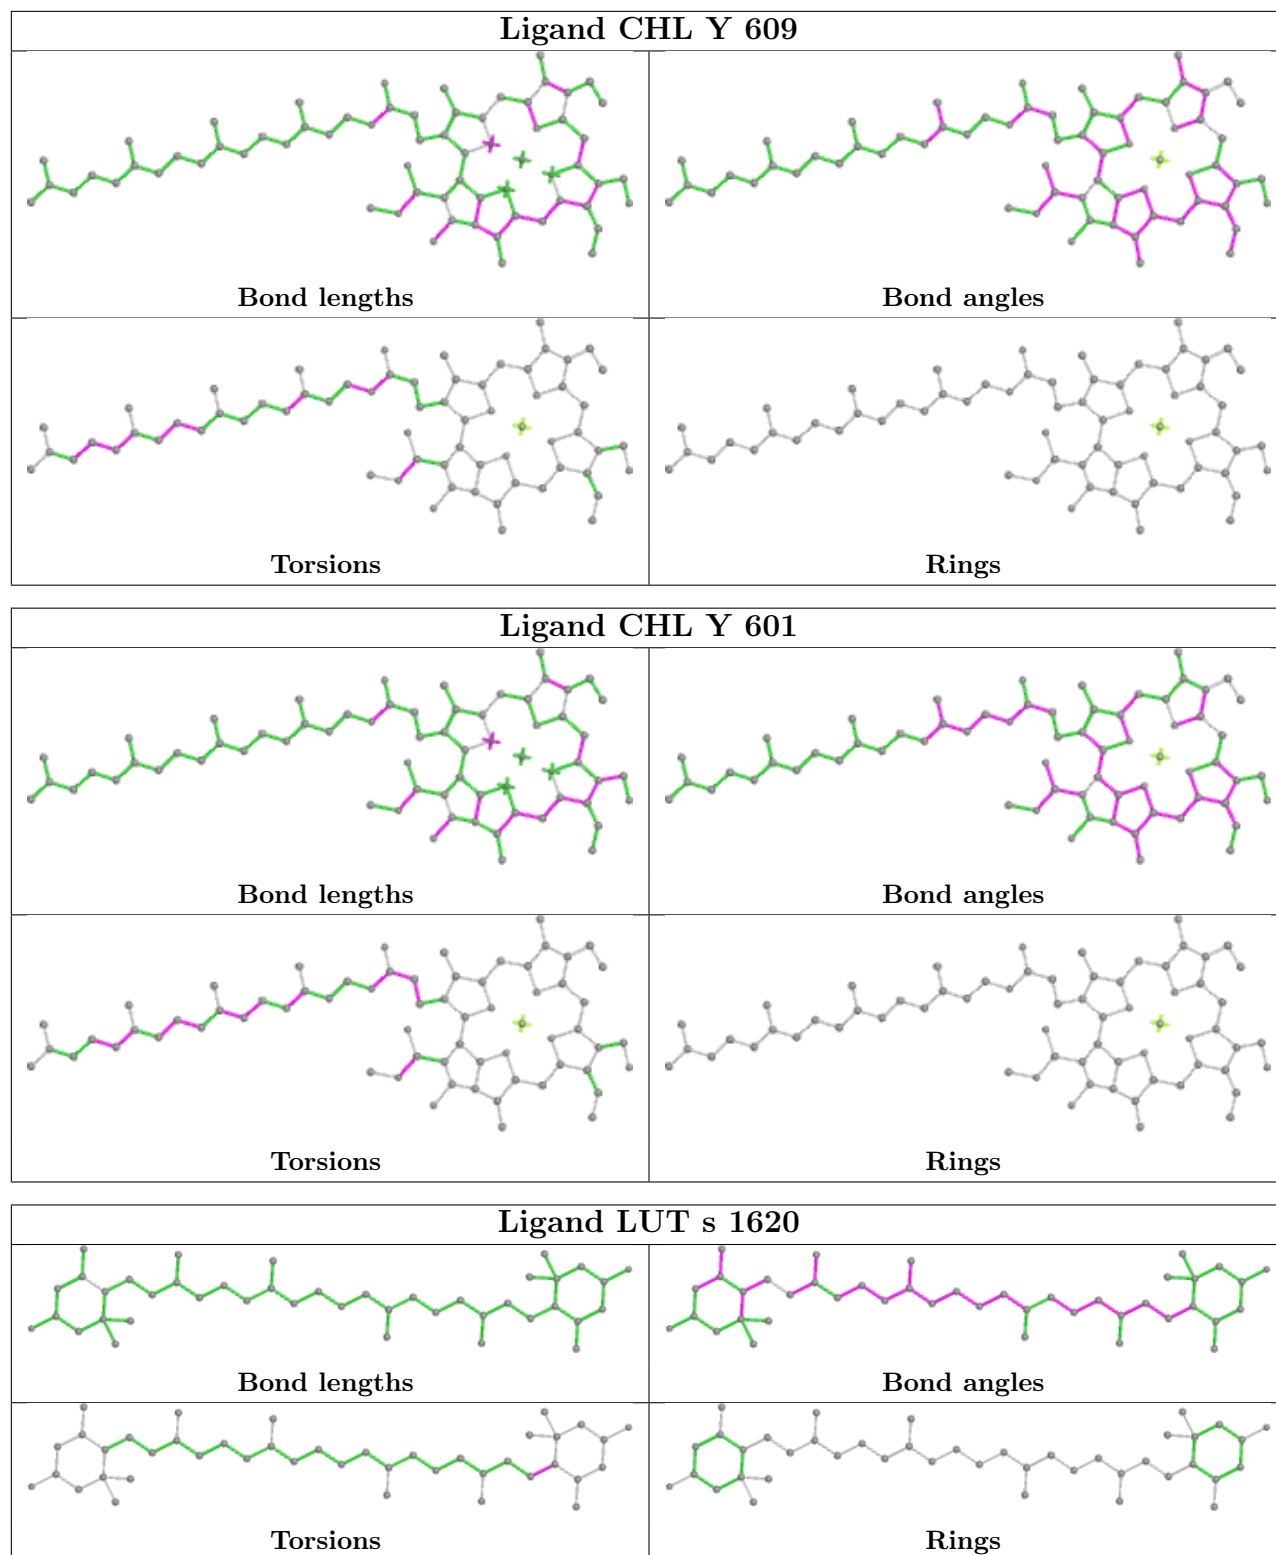 Ligand CHL Y 609
Bond lengths
Bond angles
Torsions
Rings
Ligand CHL Y 601
Bond lengths
Bond angles
Torsions
Rings
Ligand LUT s 1620
Bond lengths
Bond angles
Torsions
Rings